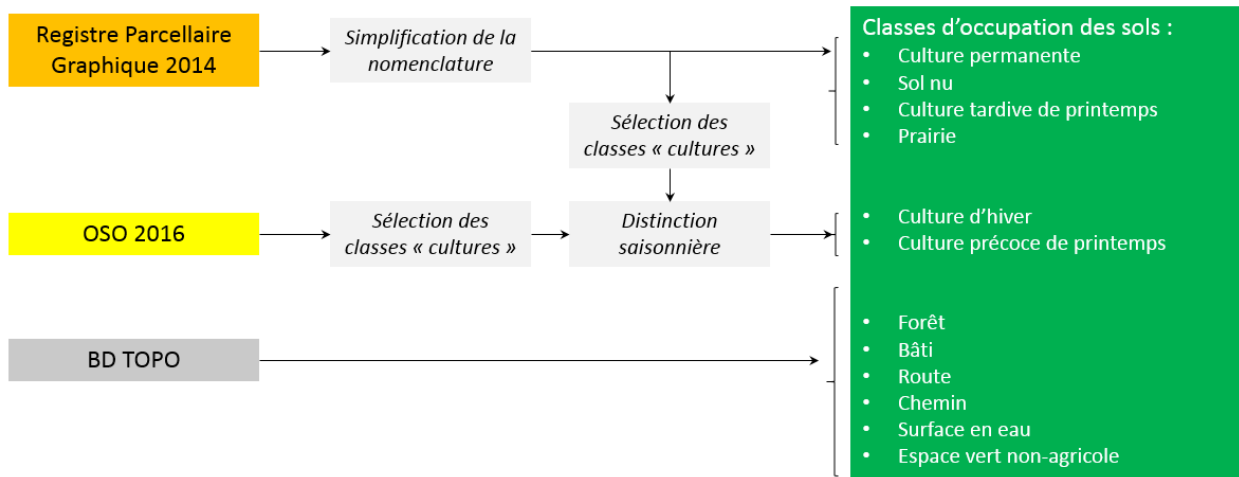 Registre Parcellaire
Graphique 2014
Simplification de la
nomenclature
Sélection des
classes « cultures »
OSO 2016
Sélection des
classes « cultures »
Distinction
saisonnière
BD TOPO
Classes d’occupation des sols :
• Culture permanente
• Sol nu
• Culture tardive de printemps
• Prairie
• Culture d’hiver
• Culture précoce de printemps
• Forêt
• Bâti
• Route
• Chemin
• Surface en eau
• Espace vert non-agricole